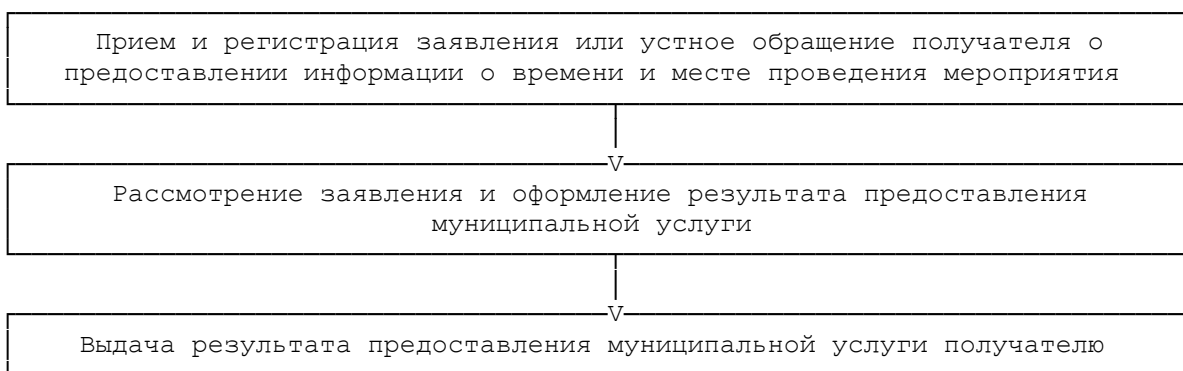 Прием и регистрация заявления или устное обращение получателя о
предоставлении информации о времени и месте проведения мероприятия
V
Рассмотрение заявления и оформление результата предоставления
муниципальной услуги
V
Выдача результата предоставления муниципальной услуги получателю